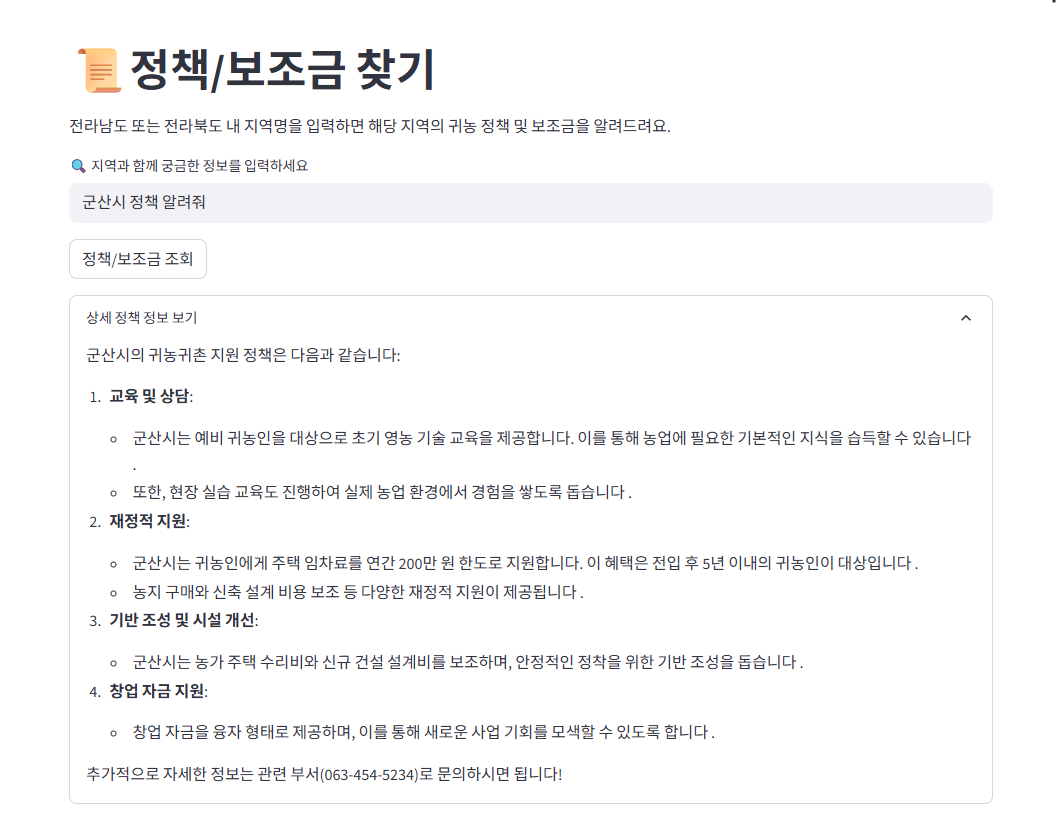 정책/보조금 찾기
전라남도 또는 전라북도 내 지역명을 입력하면 해당 지역의 귀농 정책 및 보조금을 알려드려요.
지역과 함께 궁금한 정보를 입력하세요
군산시 정책 알려줘
정책/보조금 조회
상세 정책 정보 보기
군산시의 귀농귀촌 지원 정책은 다음과 같습니다:
1. 교육 및 상담:
군산시는 예비 귀농인을 대상으로 초기 영농 기술 교육을 제공합니다. 이를 통해 농업에 필요한 기본적인 지식을 습득할 수 있습니다
.
또한, 현장 실습 교육도 진행하여 실제 농업 환경에서 경험을 쌓도록 돕습니다 .
2. 재정적 지원:
군산시는 귀농인에게 주택 임차료를 연간 200만 원 한도로 지원합니다. 이 혜택은 전입 후 5년 이내의 귀농인이 대상입니다 .
농지 구매와 신축 설계 비용 보조 등 다양한 재정적 지원이 제공됩니다 .
3. 기반 조성 및 시설 개선:
군산시는 농가 주택 수리비와 신규 건설 설계비를 보조하며, 안정적인 정착을 위한 기반 조성을 돕습니다 .
4. 창업 자금 지원:
창업 자금을 융자 형태로 제공하며, 이를 통해 새로운 사업 기회를 모색할 수 있도록 합니다 .
추가적으로 자세한 정보는 관련 부서(063-454-5234)로 문의하시면 됩니다!